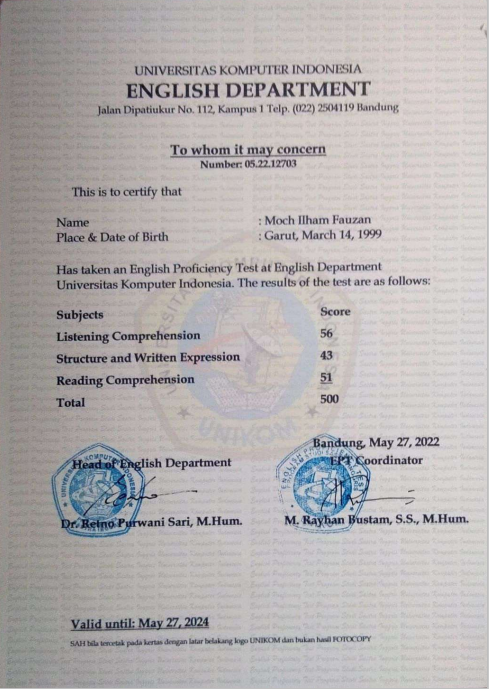 UNIVERSITAS KOMPUTER INDONESIA
ENGLISH DEPARTMENT
Jalan Dipatiukur No. 112, Kampus 1 Telp. (022) 2504119 Bandung
To whom it may concern
Number: 05.22.12703
This is to certify that
Name : Moch Ilham Fauzan
Place & Date of Birth : Garut, March 14, 1999
Has taken an English Proficiency Test at English Department
Universitas Komputer Indonesia. The results of the test are as follows:
Subjects Score
Listening Comprehension 56
Structure and Written Expression 43
Reading Comprehension 51
Total 500
UNIKOM
Bandung, May 27, 2022
Head of English Department EPT Coordinator
Dr. Retno Purwani Sari, M.Hum. M. Rayhan Bustam, S.S., M.Hum.
Valid until: May 27, 2024
SAH bila tercetak pada kertas dengan latar belakang logo UNIKOM dan bukan hasil FOTOCOPY